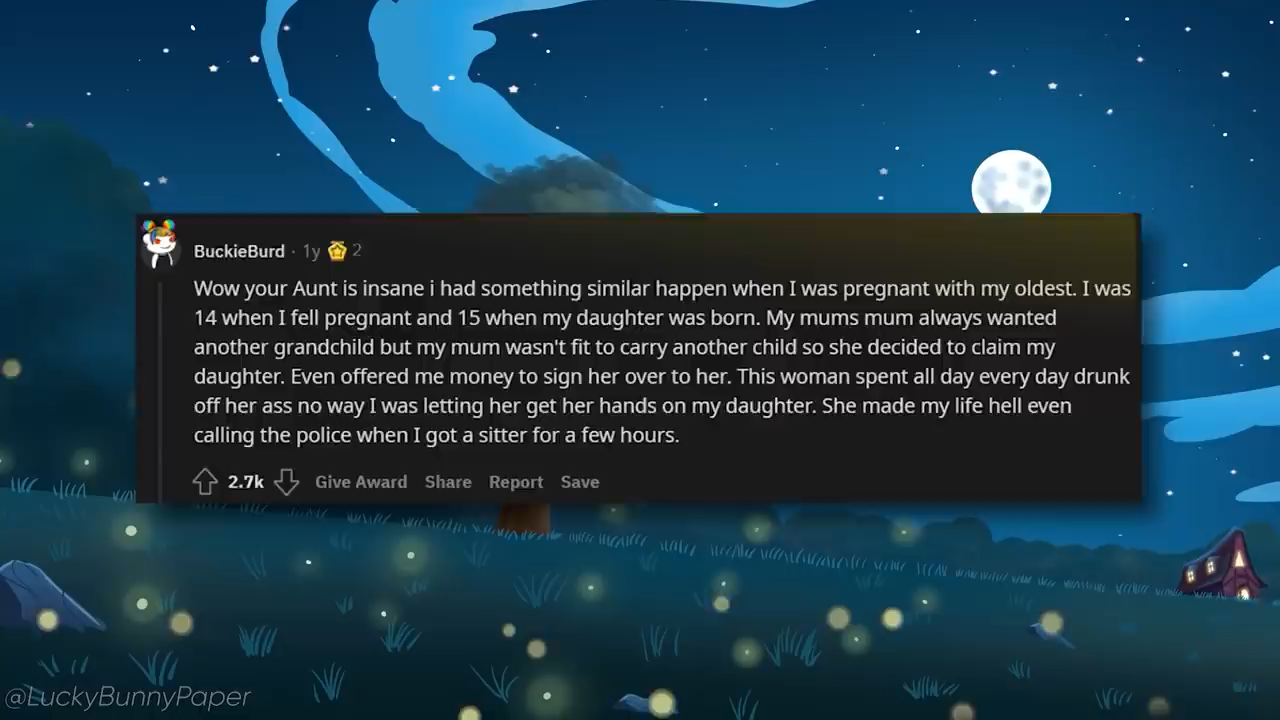 BuckieBurd · 1y 2
Wow your Aunt is insane i had something similar happen when I was pregnant with my oldest. I was
14 when I fell pregnant and 15 when my daughter was born. My mums mum always wanted
another grandchild but my mum wasn't fit to carry another child so she decided to claim my
daughter. Even offered me money to sign her over to her. This woman spent all day every day drunk
off her ass no way I was letting her get her hands on my daughter. She made my life hell even
calling the police when I got a sitter for a few hours.
2.7k Give Award Share Report Save
@LuckyBunnyPaper